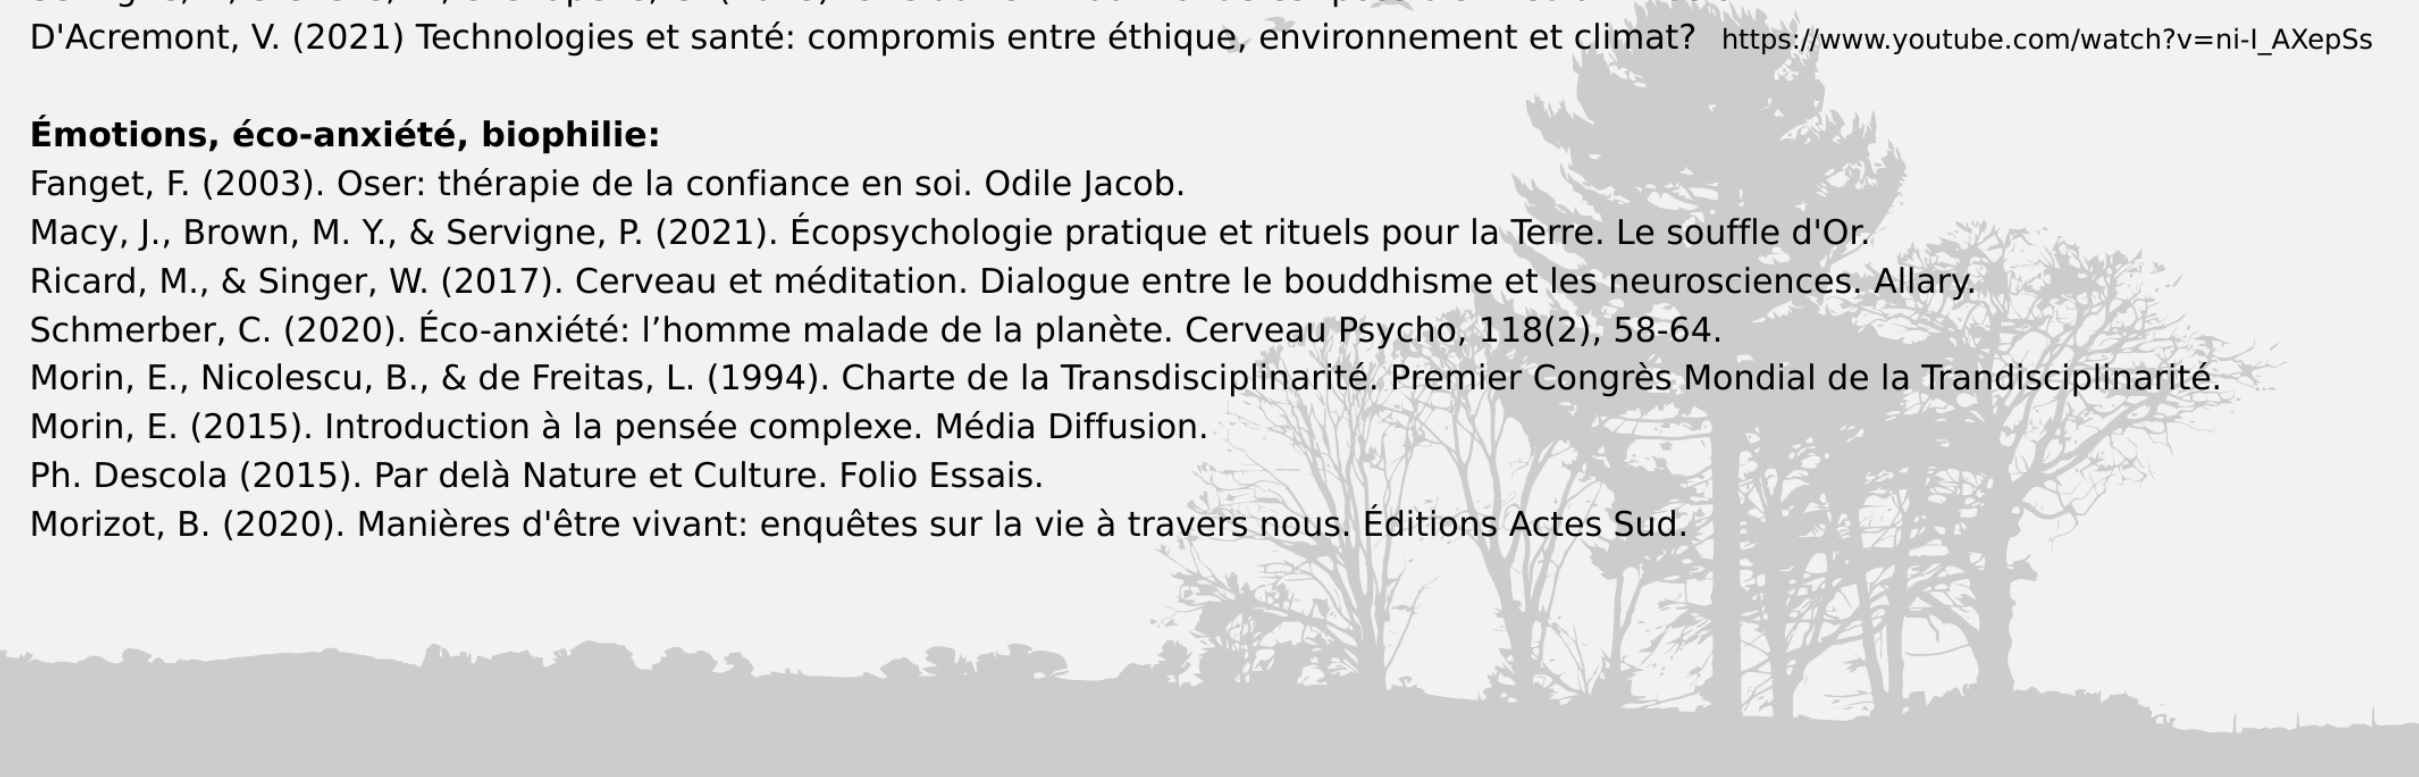 D'Acremont, V. (2021) Technologies et santé: compromis entre éthique, environnement et climat? https://www.youtube.com/watch?v=ni-I_AXepSs
Émotions, éco-anxiété, biophilie:
Fanget, F. (2003). Oser: thérapie de la confiance en soi. Odile Jacob.
Macy, J., Brown, M. Y., & Servigne, P. (2021). Écopsychologie pratique et rituels pour la Terre. Le souffle d'Or.
Ricard, M., & Singer, W. (2017). Cerveau et méditation. Dialogue entre le bouddhisme et les neurosciences. Allary.
Schmerber, C. (2020). Éco-anxiété: l’homme malade de la planète. Cerveau Psycho, 118(2), 58-64.
Morin, E., Nicolescu, B., & de Freitas, L. (1994). Charte de la Transdisciplinarité. Premier Congrès Mondial de la Trandisciplinarité.
Morin, E. (2015). Introduction à la pensée complexe. Média Diffusion.
Ph. Descola (2015). Par delà Nature et Culture. Folio Essais.
Morizot, B. (2020). Manières d'être vivant: enquêtes sur la vie à travers nous. Éditions Actes Sud.